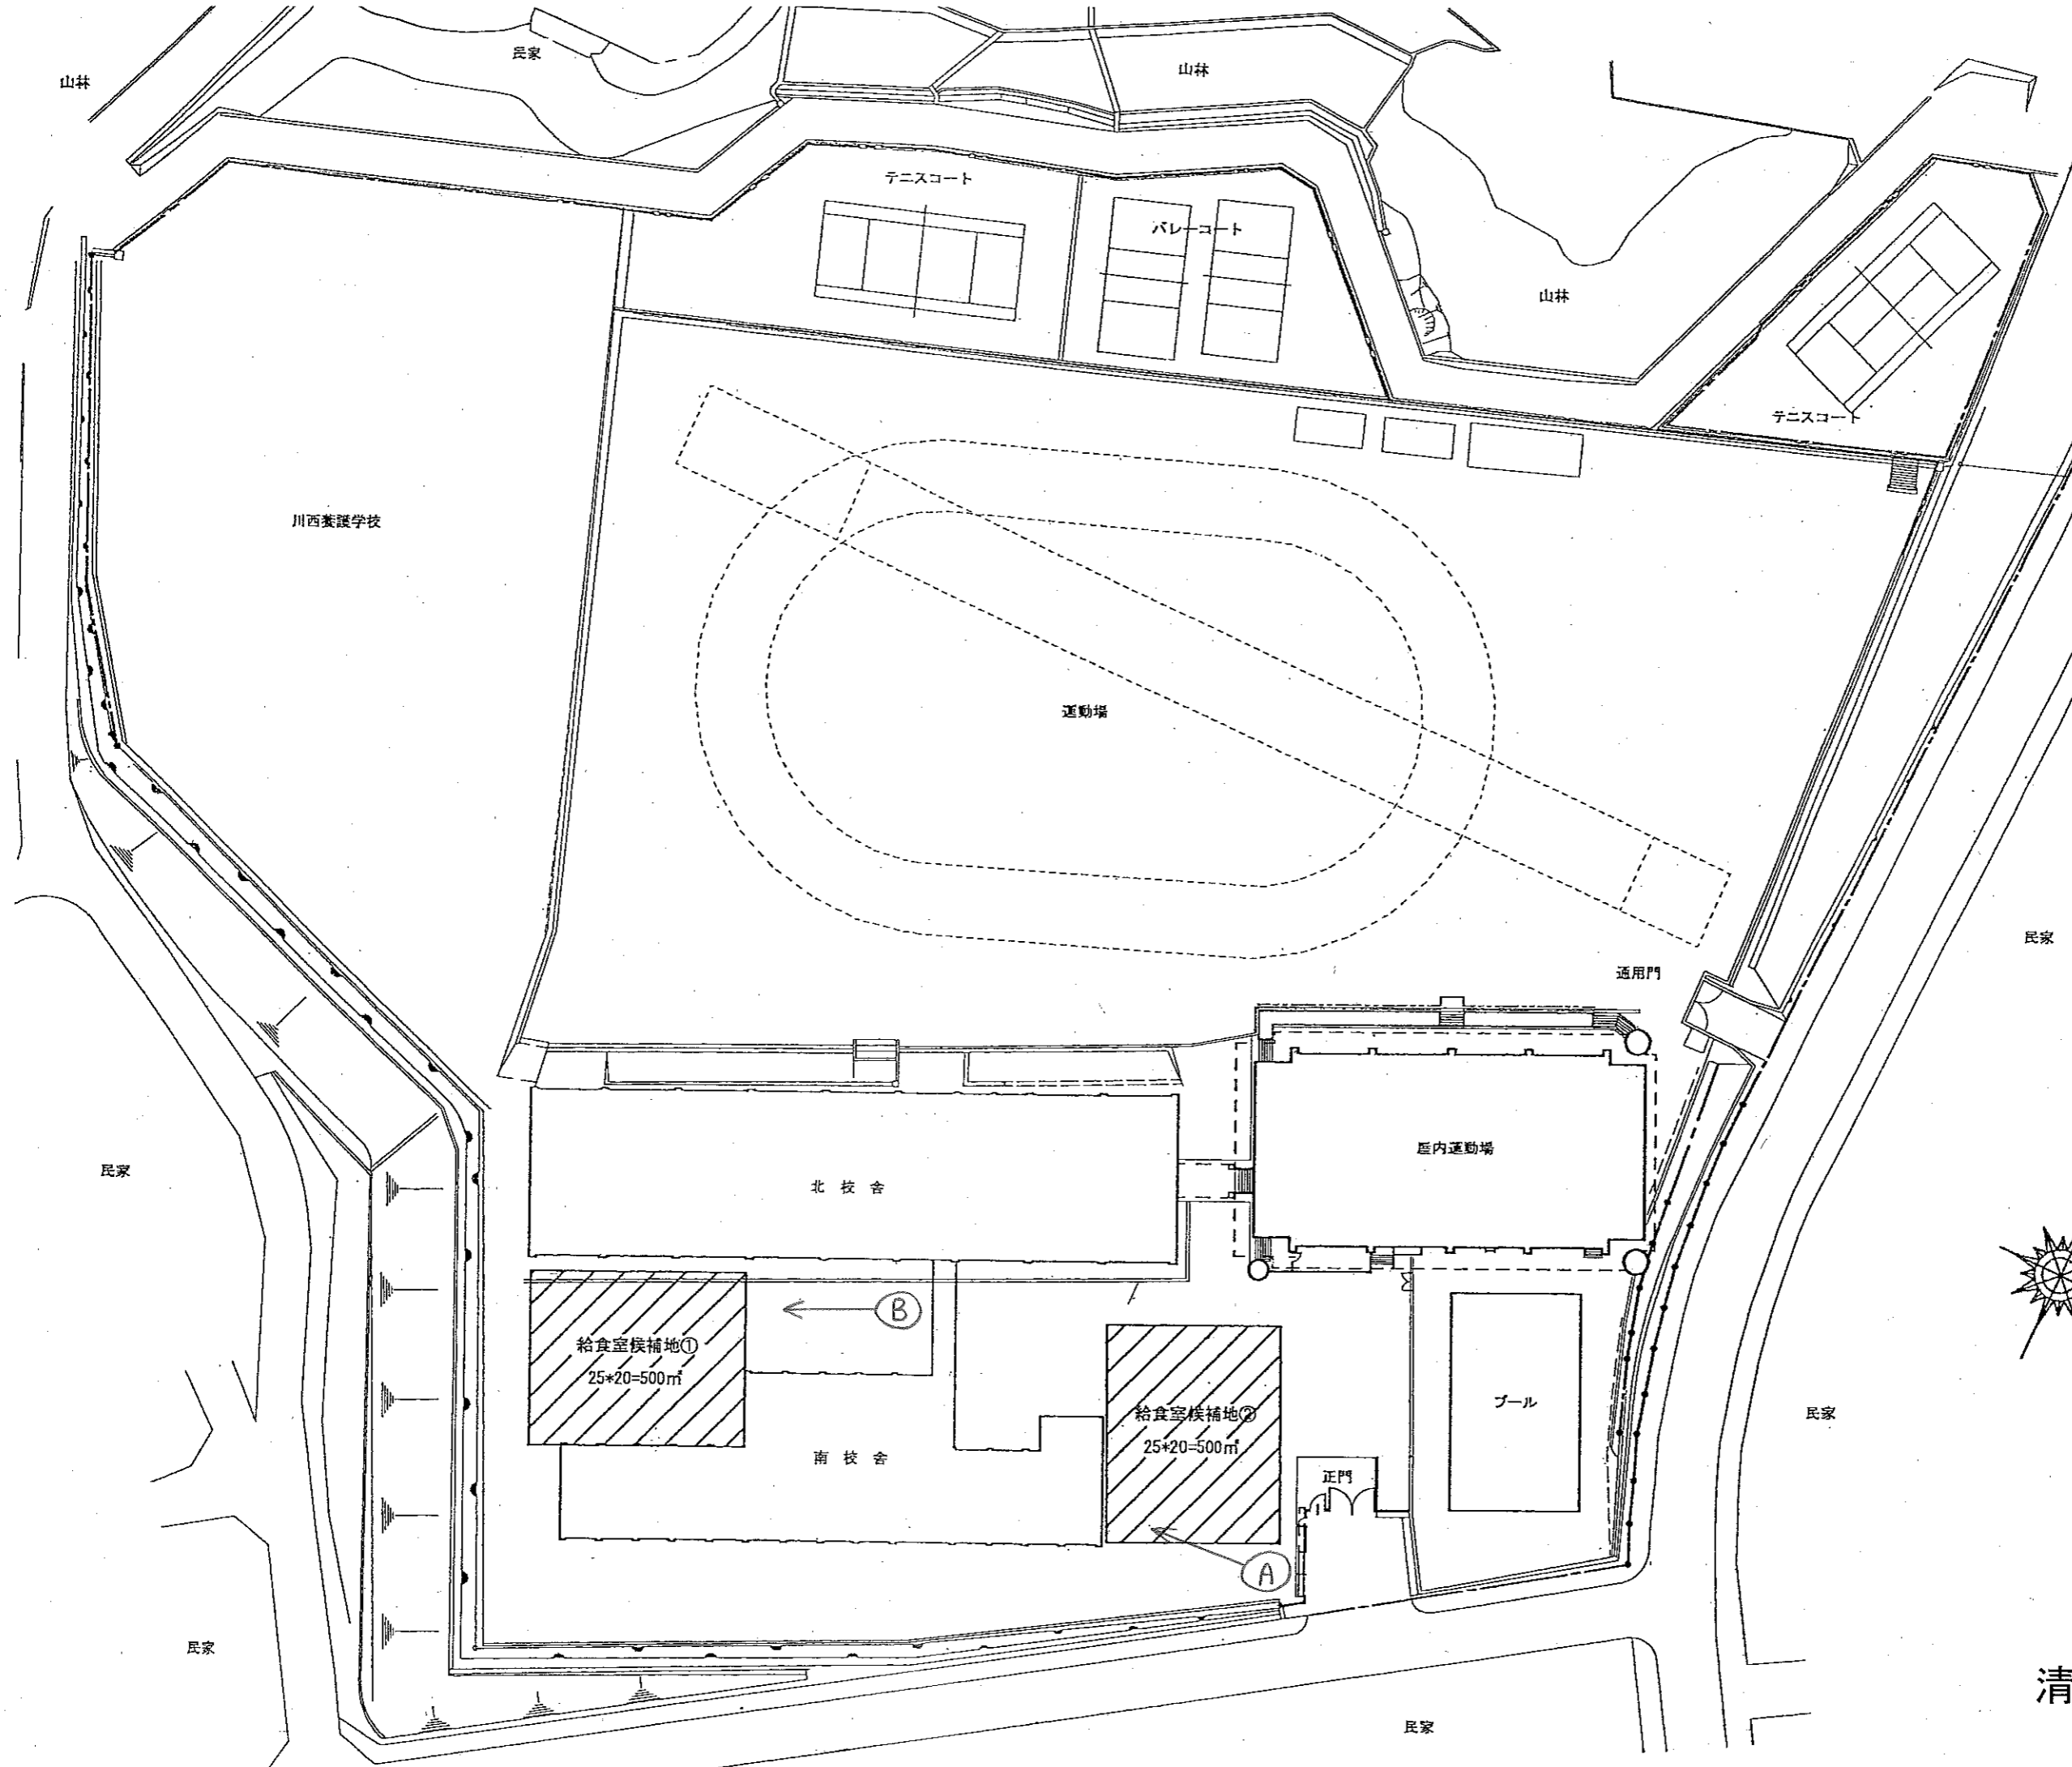 民家
山林
山林
テニスコート
バレーコート
山林
テニスコート
川西養護学校
運動場
民家
通用門
屋内運動場
民家
北校舎
B
給食室候補地①
25*20=500㎡
プール
民家
給食室候補地②
25*20=500㎡
南校舎
正門
A
民家
清
民家